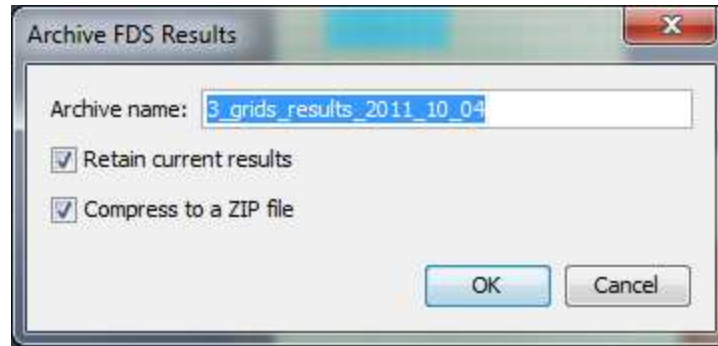 Archive FDS Results
Archive name: 3_grids_results_2011_10_04
Retain current results
Compress to a ZIP file
OK Cancel